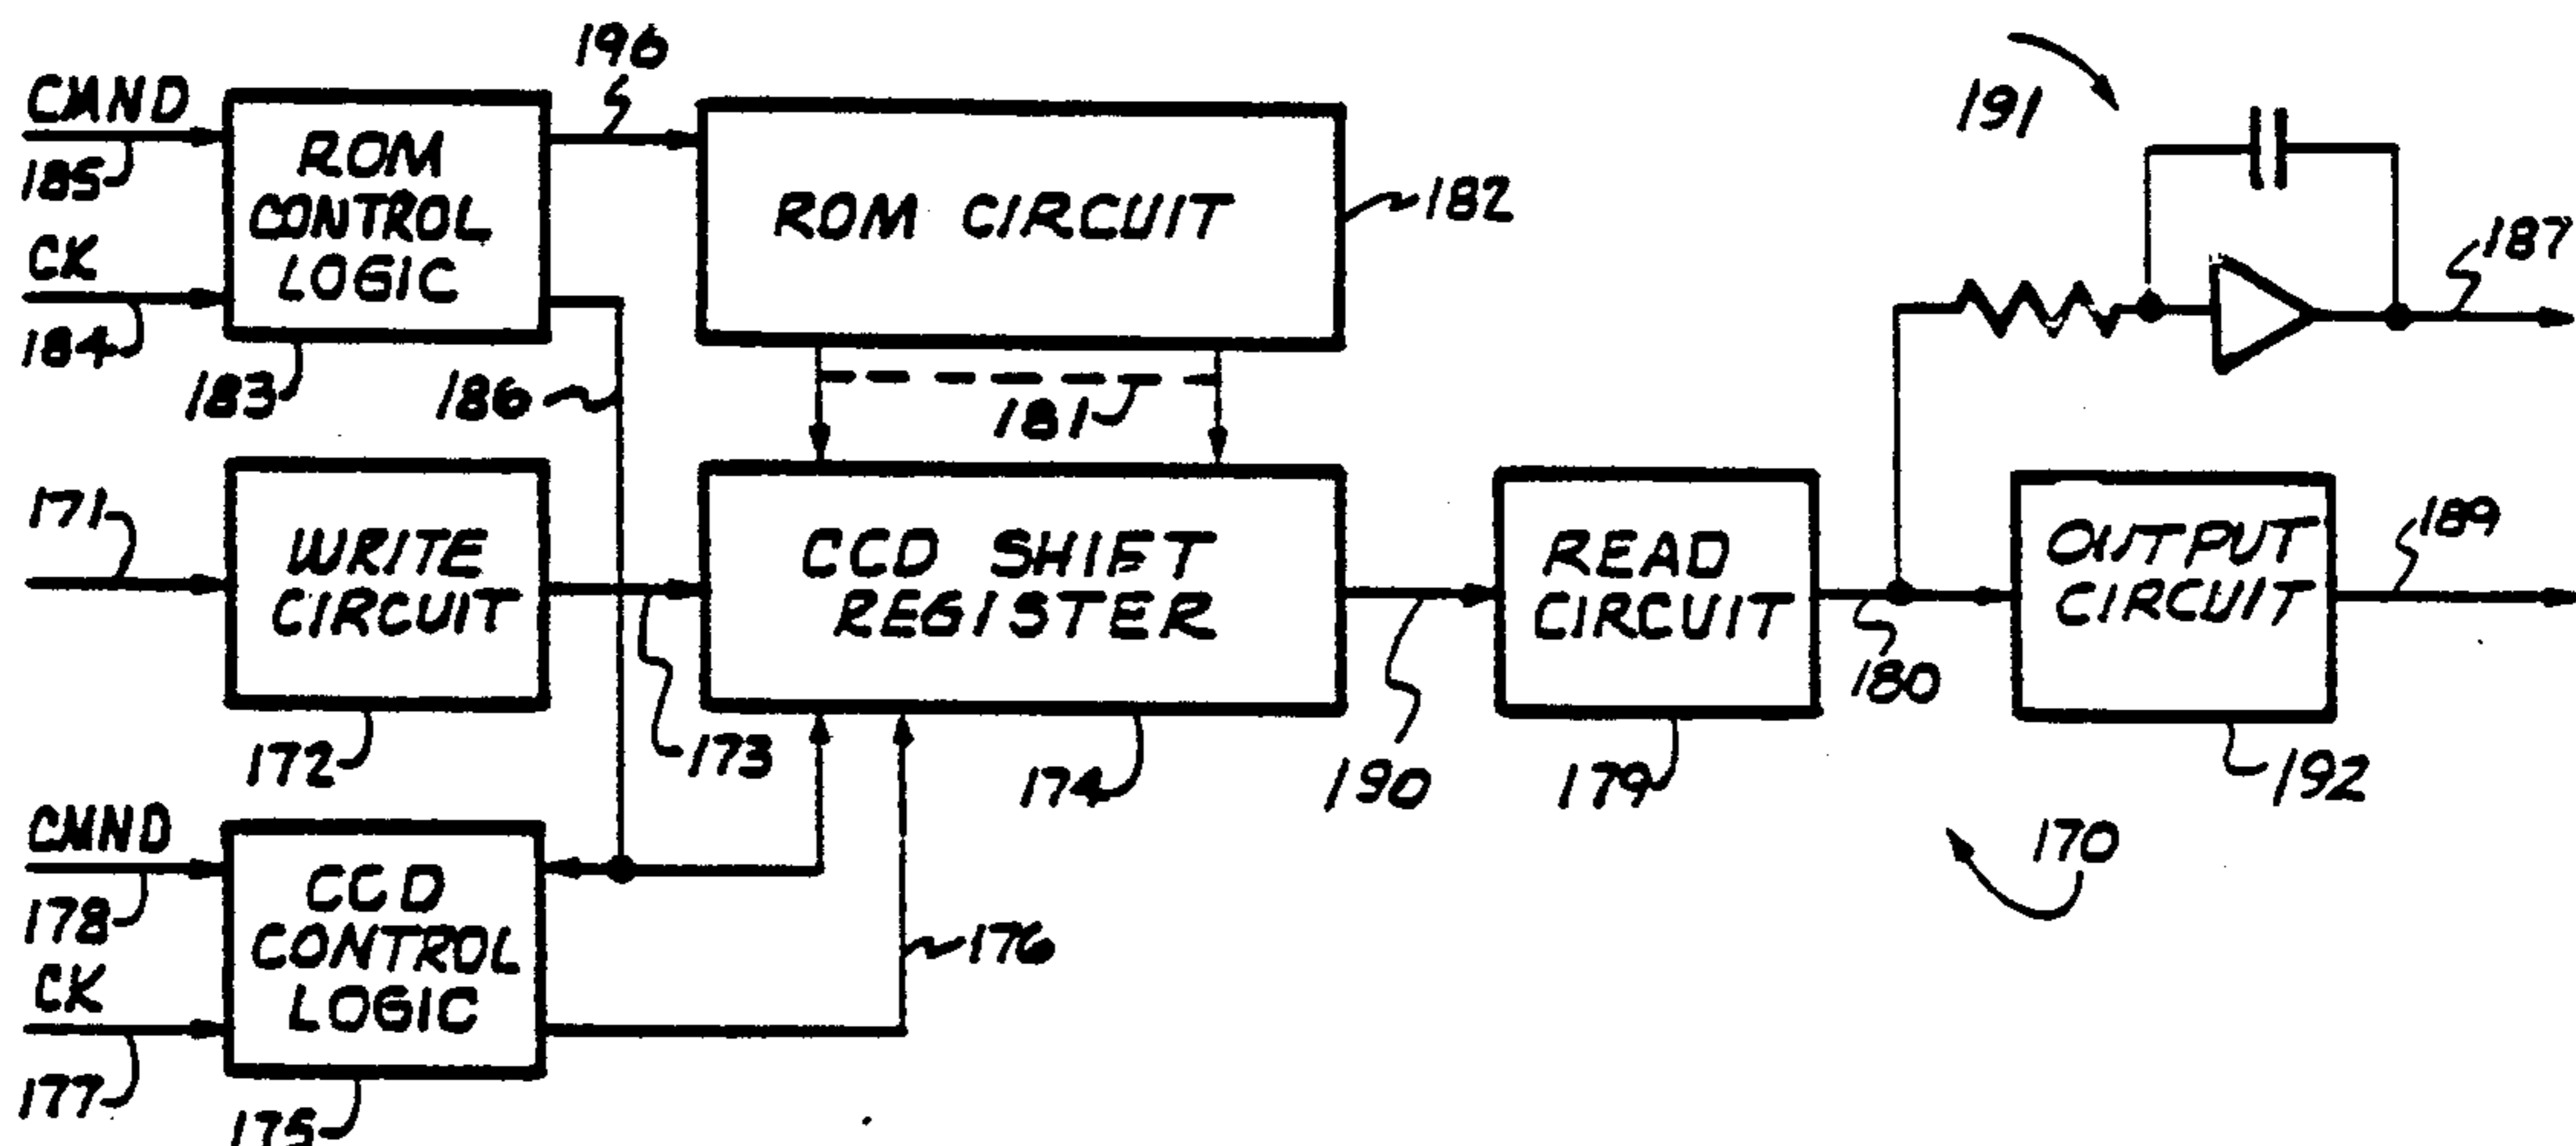 196
191
CMND
185
ROM
CONTROL
LOGIC
CK
184
183
186
ROM CIRCUIT
182
181
187
171
WRITE
CIRCUIT
172
173
CCD SHIFT
REGISTER
174
190
READ
CIRCUIT
179
180
OUTPUT
CIRCUIT
189
192
170
CMND
178
CCD
CONTROL
LOGIC
CK
177
175
176